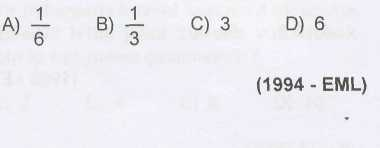 A) 1/6 B) 1/3 C) 3 D) 6
(1994 - EML)